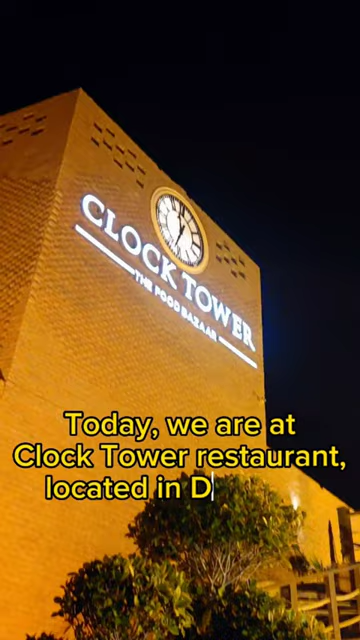 CLOCK TOWER
THE FOOD BAZAAR
Today, we are at
Clock Tower restaurant,
located in D